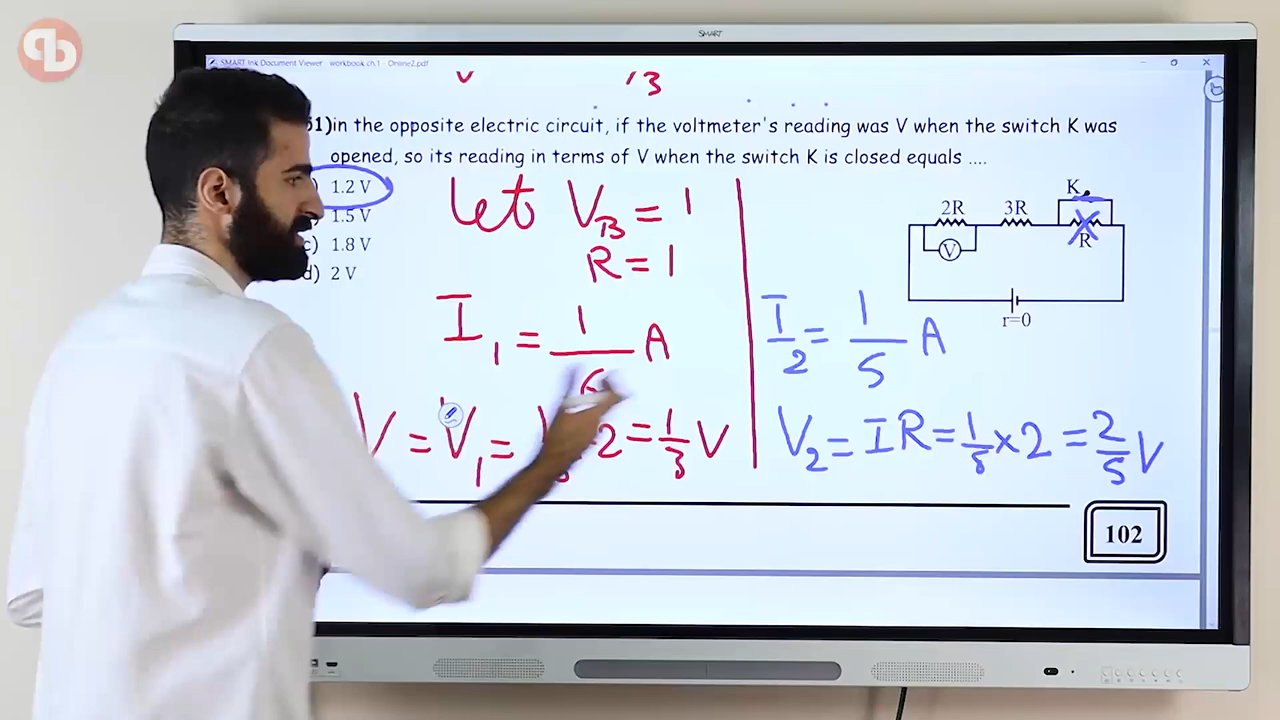 SMART
SMART Ink Document Viewer workbook ch.1 - Online2.pdf
V 13
51)in the opposite electric circuit, if the voltmeter's reading was V when the switch K was
opened, so its reading in terms of V when the switch K is closed equals ....
) 1.2 V
1.5 V
c) 1.8 V
d) 2 V
let V_B = 1
R = 1
I_1 = 1/6 A
V = V_1 = 2 = 1/3 V
I_2 = 1/5 A
V_2 = IR = 1/5 x 2 = 2/5 V
K
2R 3R
R
V
r=0
102